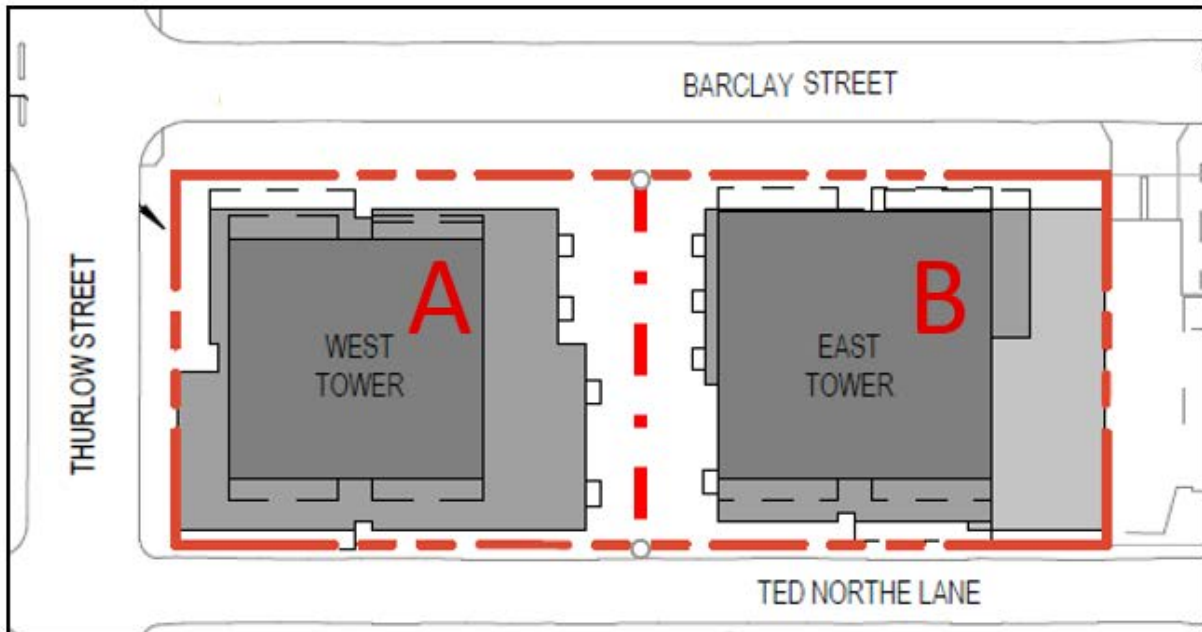 BARCLAY STREET
THURLOW STREET
A
WEST
TOWER
B
EAST
TOWER
TED NORTHE LANE